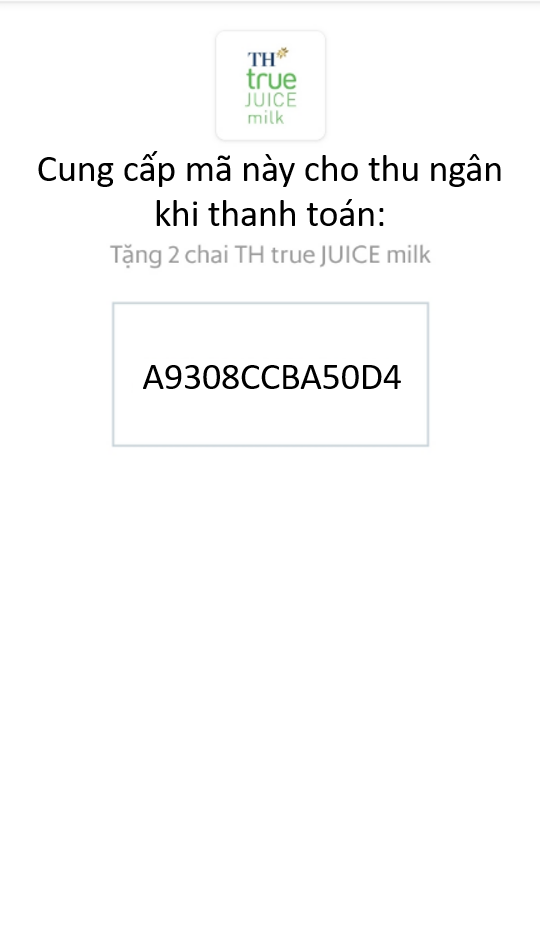 TH
true
JUICE
milk
Cung cấp mã này cho thu ngân
khi thanh toán:
Tặng 2 chai TH true JUICE milk
A9308CCBA50D4